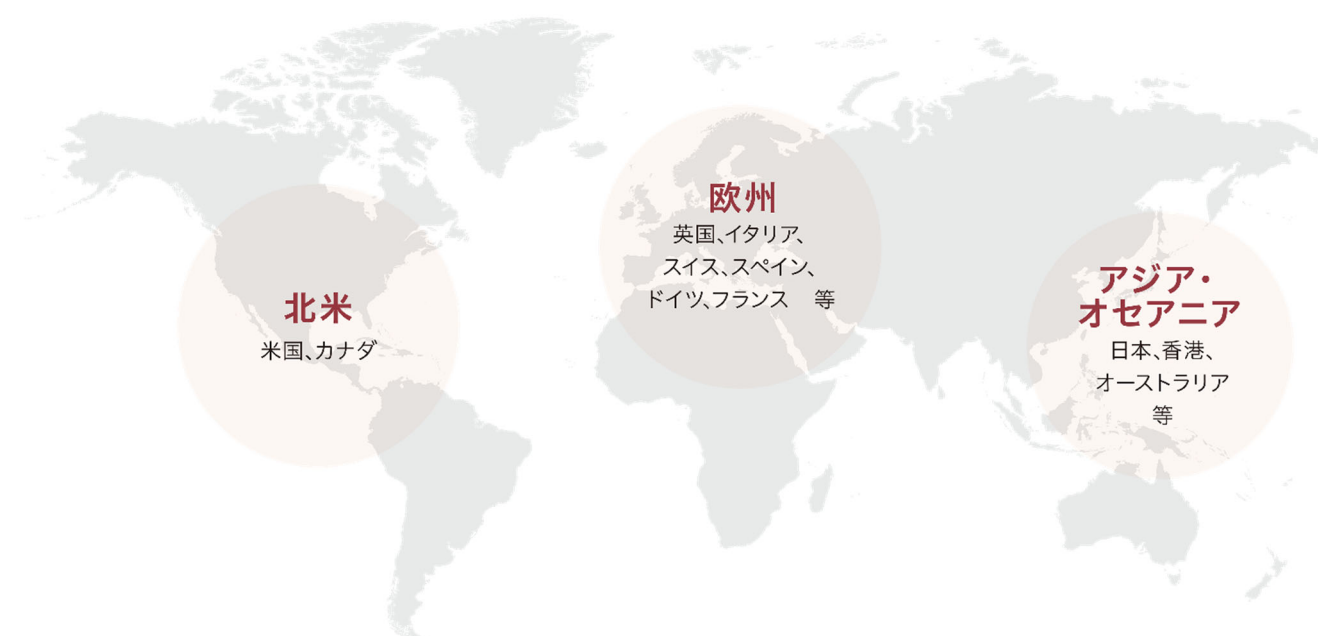 北米
米国、カナダ
欧州
英国、イタリア、
スイス、スペイン、
ドイツ、フランス　等
アジア・
オセアニア
日本、香港、
オーストラリア
等